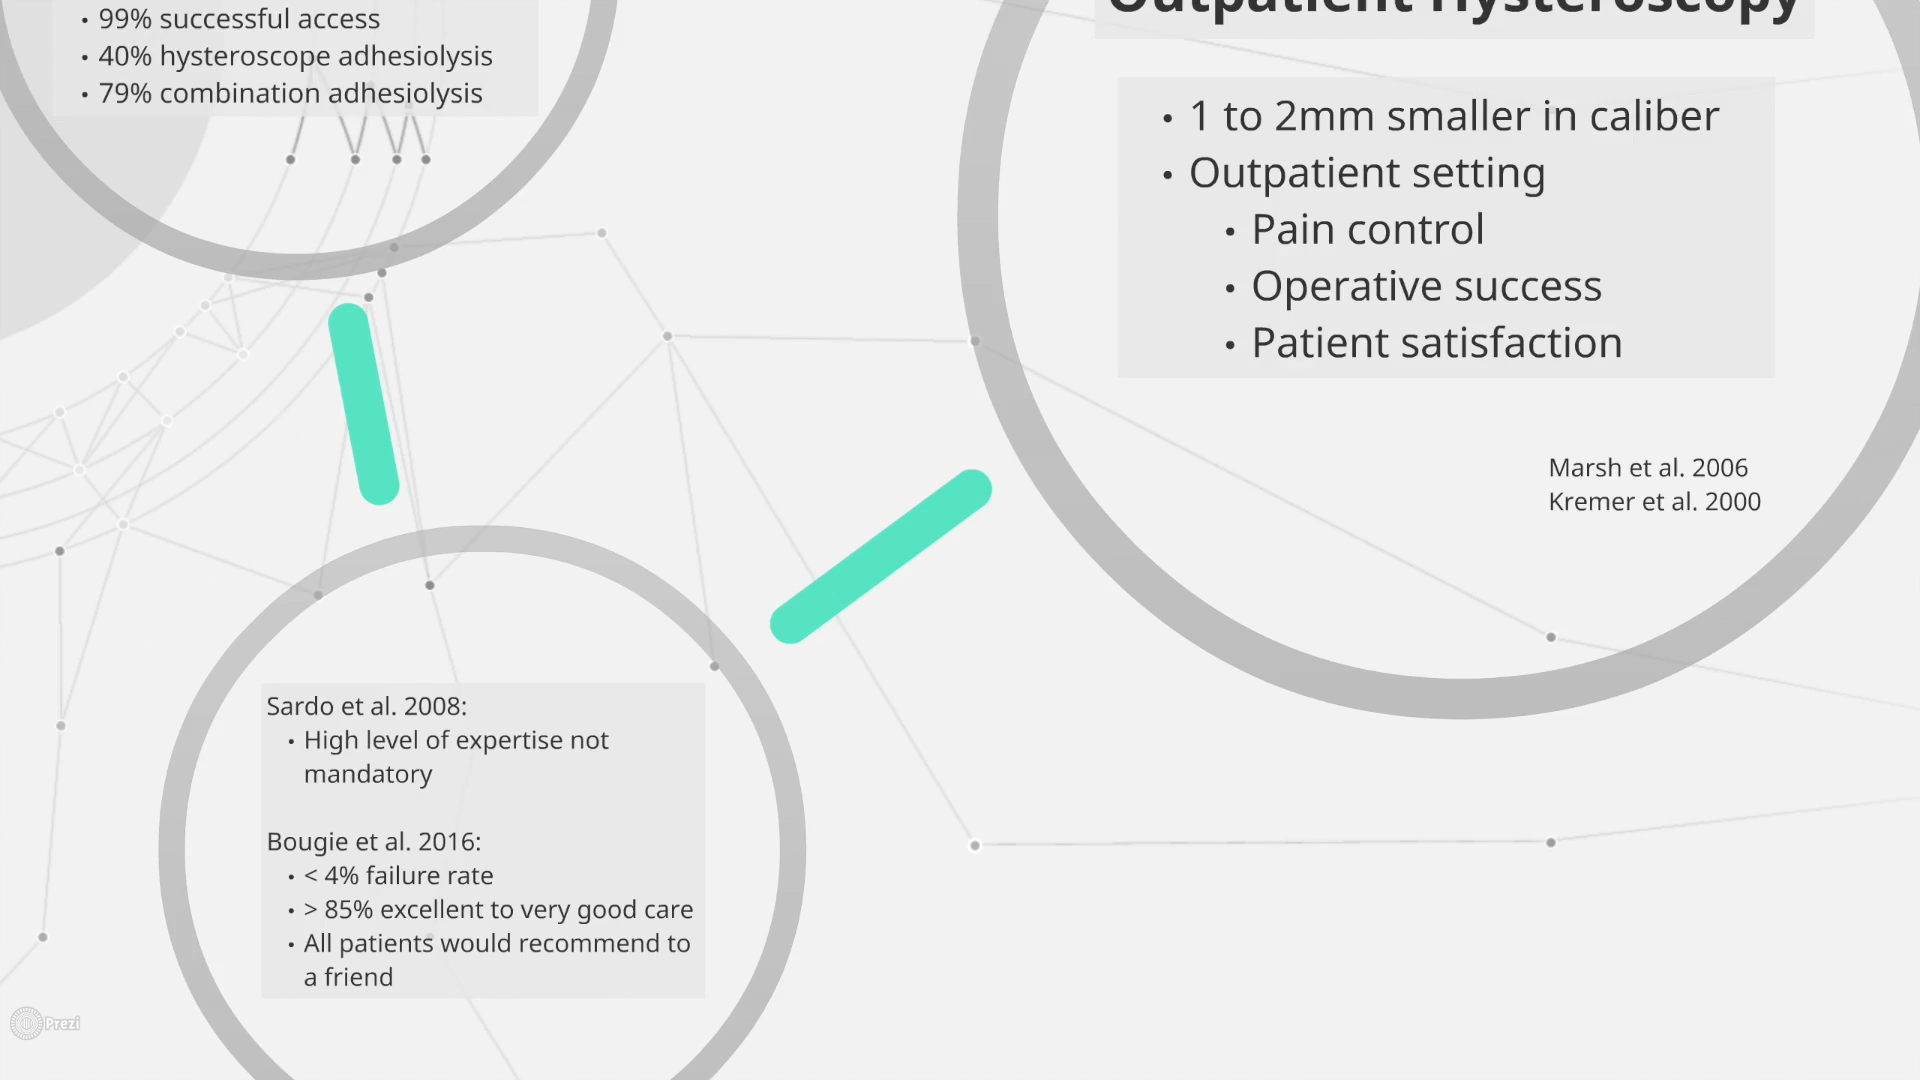 • 99% successful access
• 40% hysteroscope adhesiolysis
• 79% combination adhesiolysis
Outpatient Hysteroscopy
• 1 to 2mm smaller in caliber
• Outpatient setting
• Pain control
• Operative success
• Patient satisfaction
Marsh et al. 2006
Kremer et al. 2000
Sardo et al. 2008:
• High level of expertise not
mandatory
Bougie et al. 2016:
• < 4% failure rate
• > 85% excellent to very good care
• All patients would recommend to
a friend
Prezi